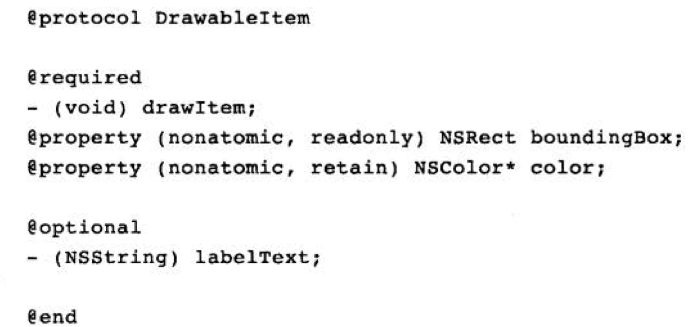 @protocol DrawableItem
@required
- (void) drawItem;
@property (nonatomic, readonly) NSRect boundingBox;
@property (nonatomic, retain) NSColor* color;
@optional
- (NSString) labelText;
@end